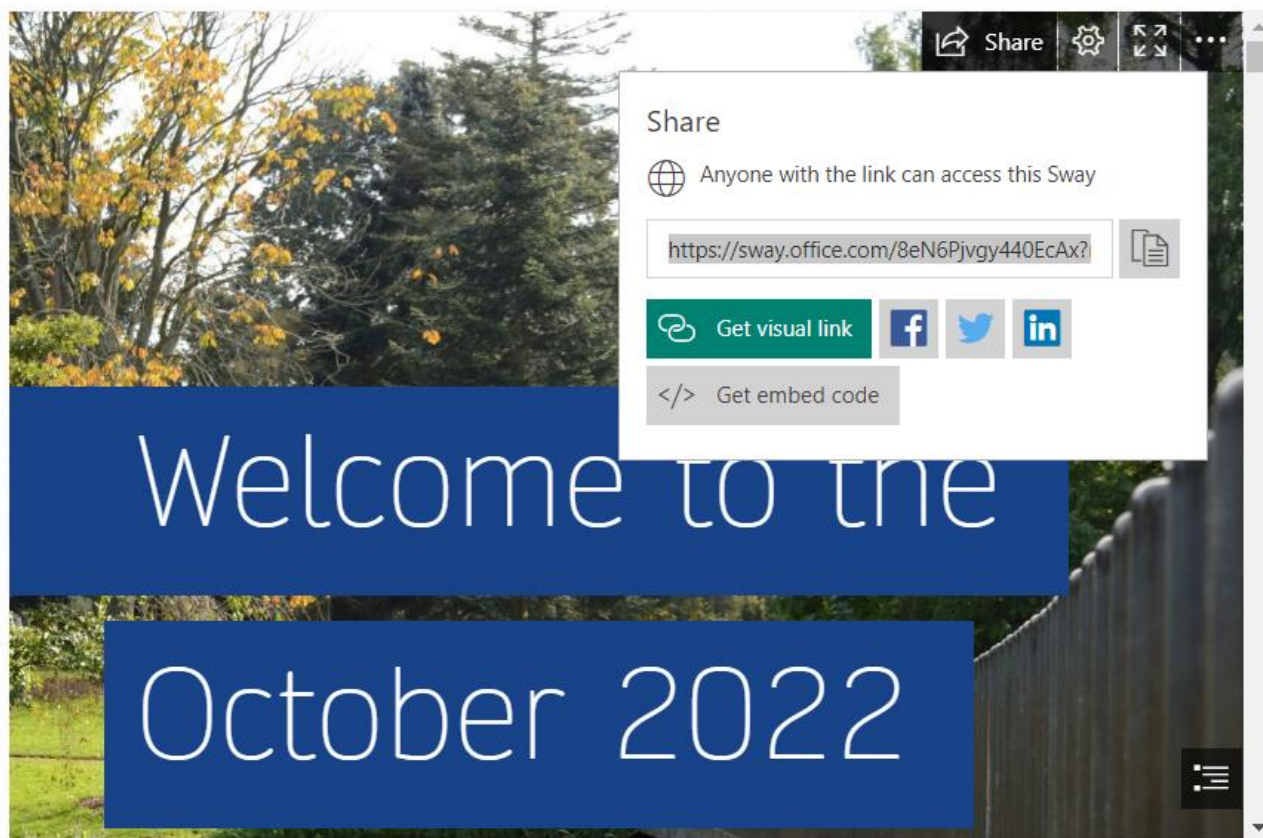 Share
Share
Anyone with the link can access this Sway
https://sway.office.com/8eN6Pjvgy440EcAx?
Get visual link
</> Get embed code
Welcome to the
October 2022